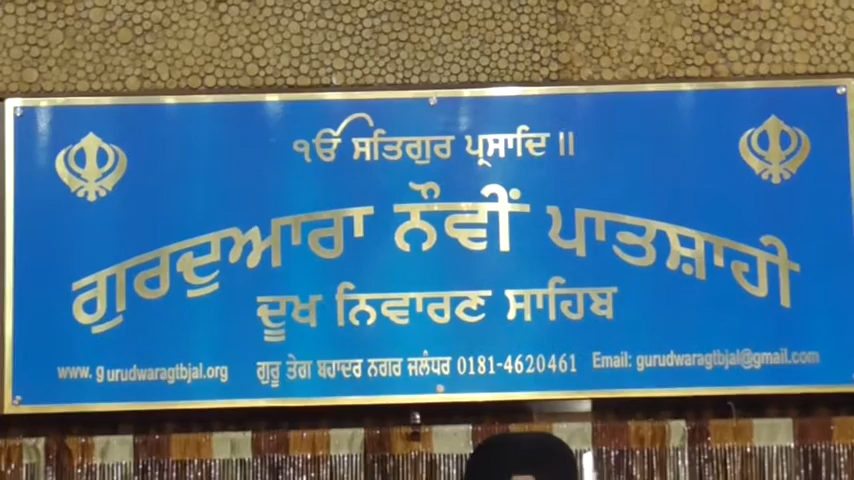 ੴ ਸਤਿਗੁਰ ਪ੍ਰਸਾਦਿ ॥
ਗੁਰਦੁਆਰਾ ਨੌਵੀਂ ਪਾਤਸ਼ਾਹੀ
ਦੂਖ ਨਿਵਾਰਣ ਸਾਹਿਬ
www.gurudwaragtbjal.org ਗੁਰੂ ਤੇਗ ਬਹਾਦਰ ਨਗਰ ਜਲੰਧਰ 0181-4620461 Email: gurudwaragtbjal@gmail.com